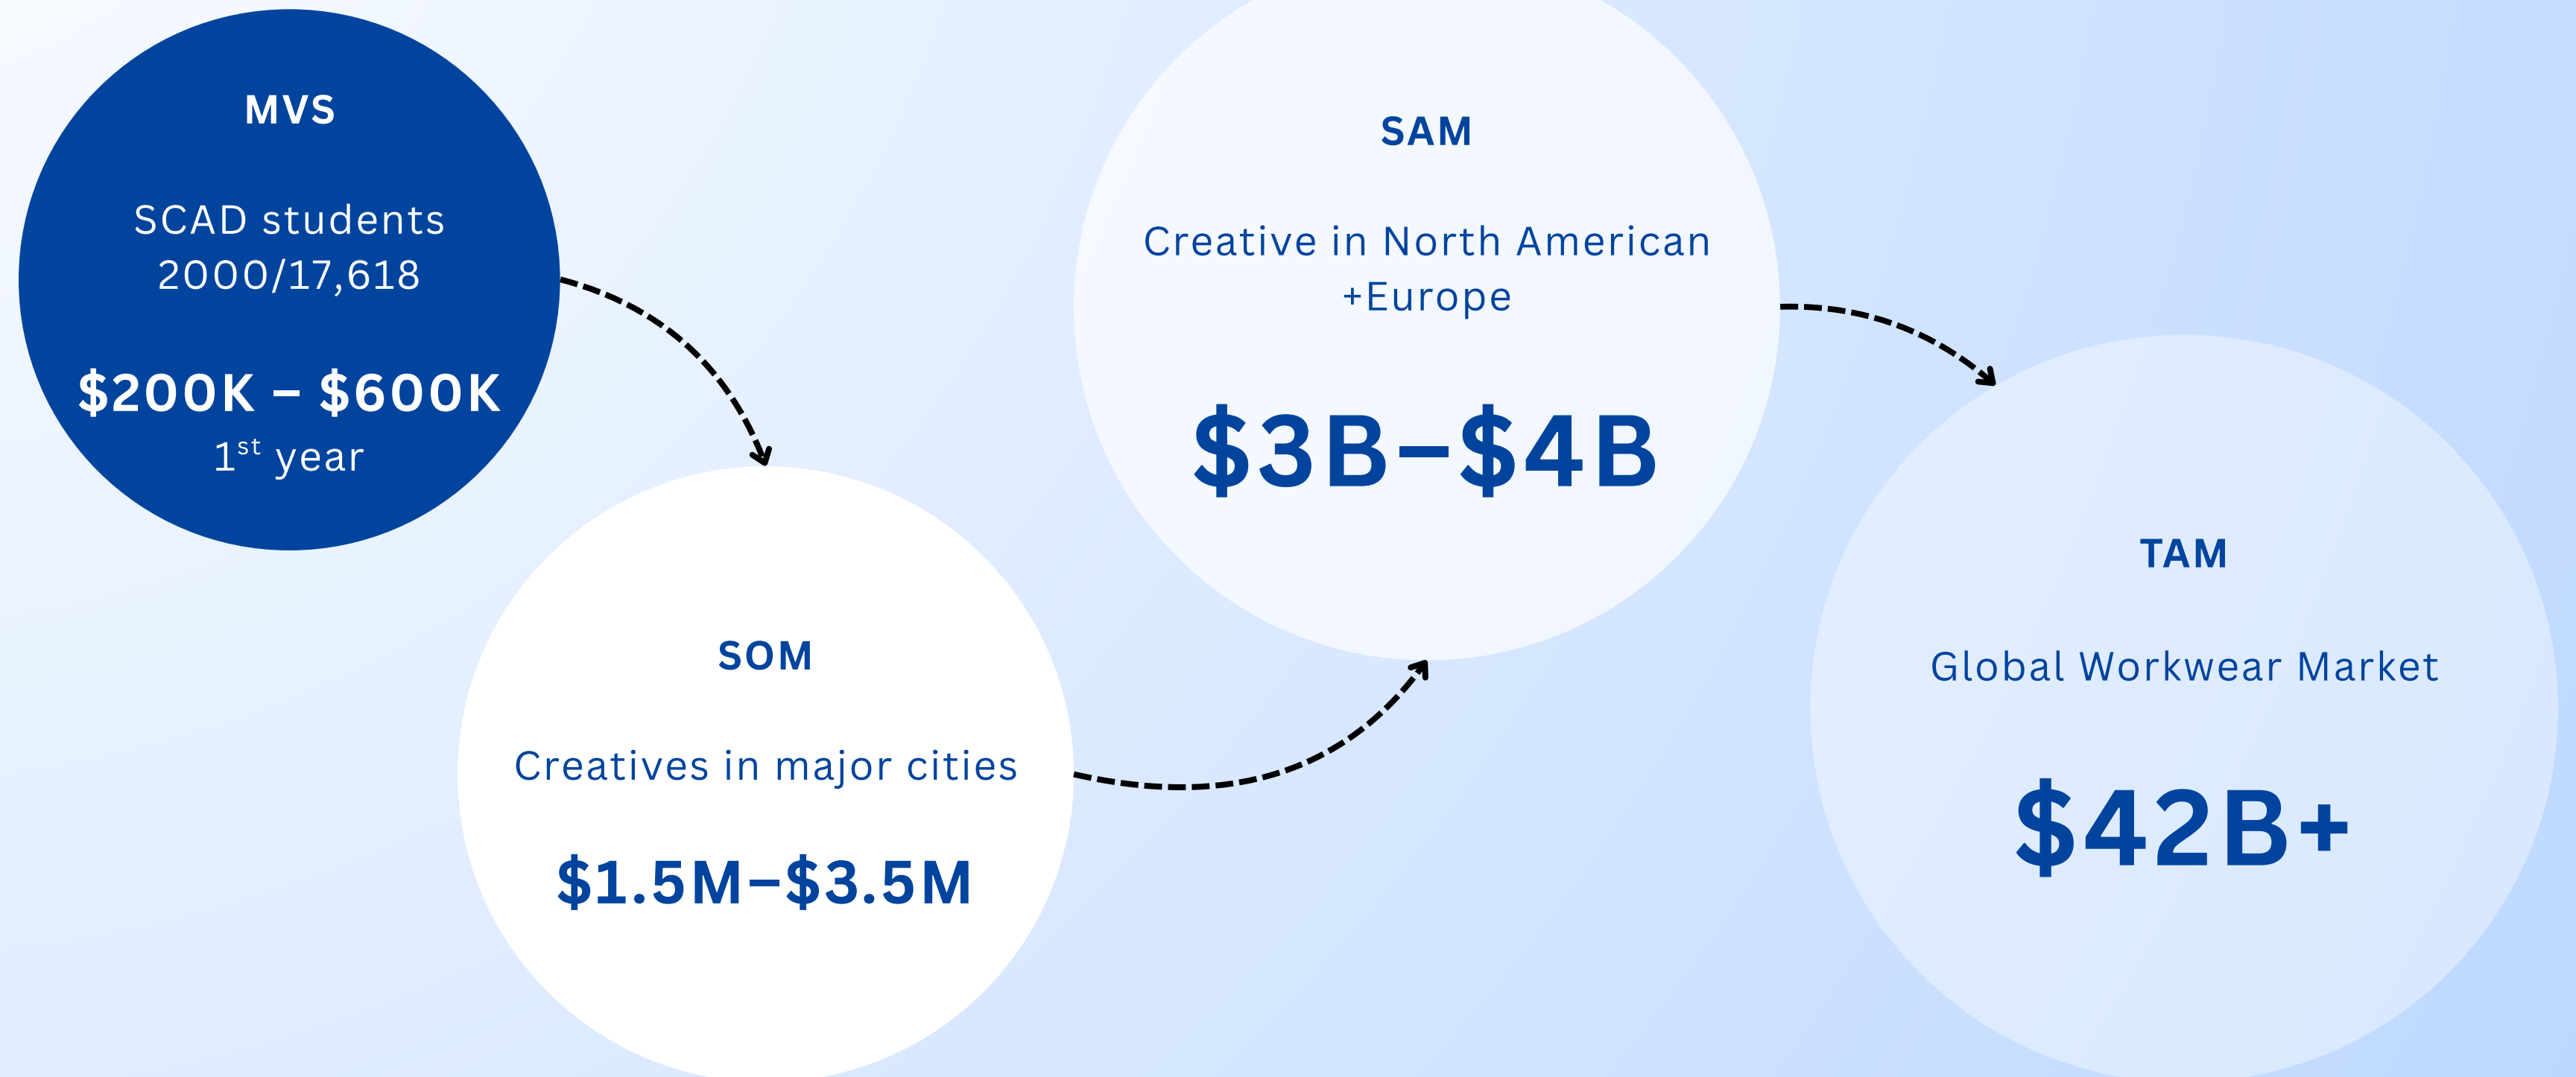 MVS
SCAD students
2000/17,618
$200K – $600K
1st year
SOM
Creatives in major cities
$1.5M–$3.5M
SAM
Creative in North American
+Europe
$3B–$4B
TAM
Global Workwear Market
$42B+